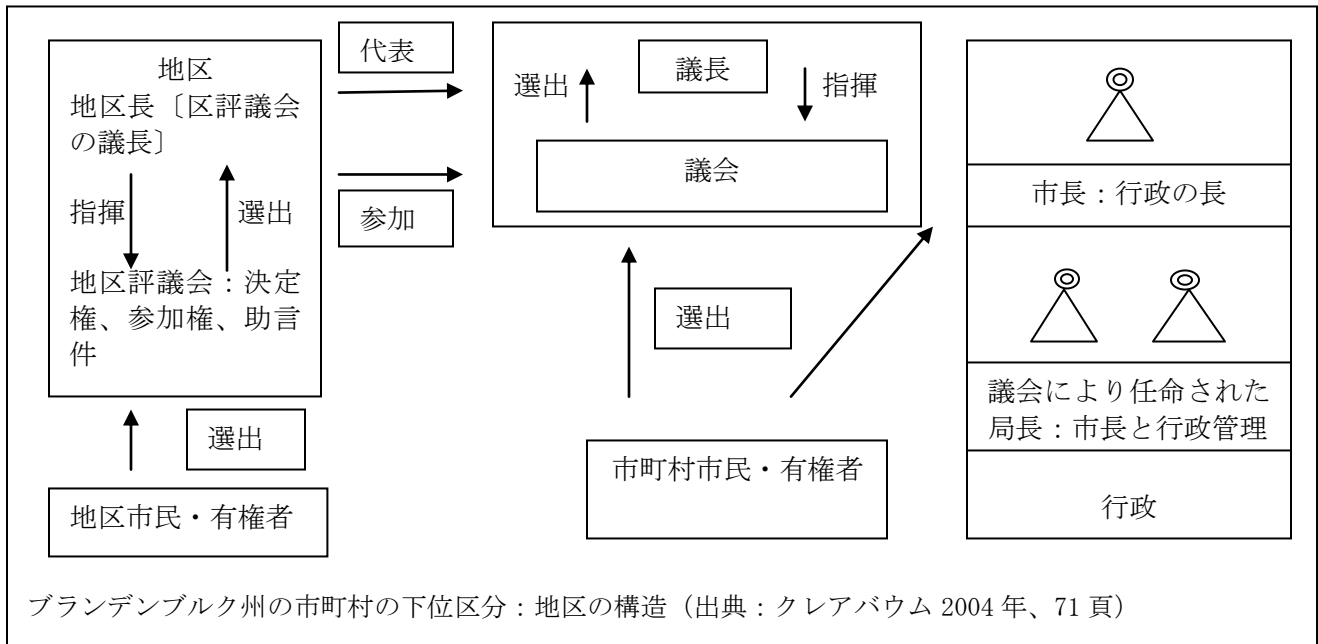 地区
地区長〔区評議会
の議長〕
指揮
選出
地区評議会:決定
権、参加権、助言
件
選出
地区市民・有権者
代表
参加
議長
選出
指揮
議会
選出
市町村市民・有権者
市長:行政の長
議会により任命された
局長:市長と行政管理
行政
ブランデンブルク州の市町村の下位区分:地区の構造(出典:クレアバウム 2004 年、71 頁)